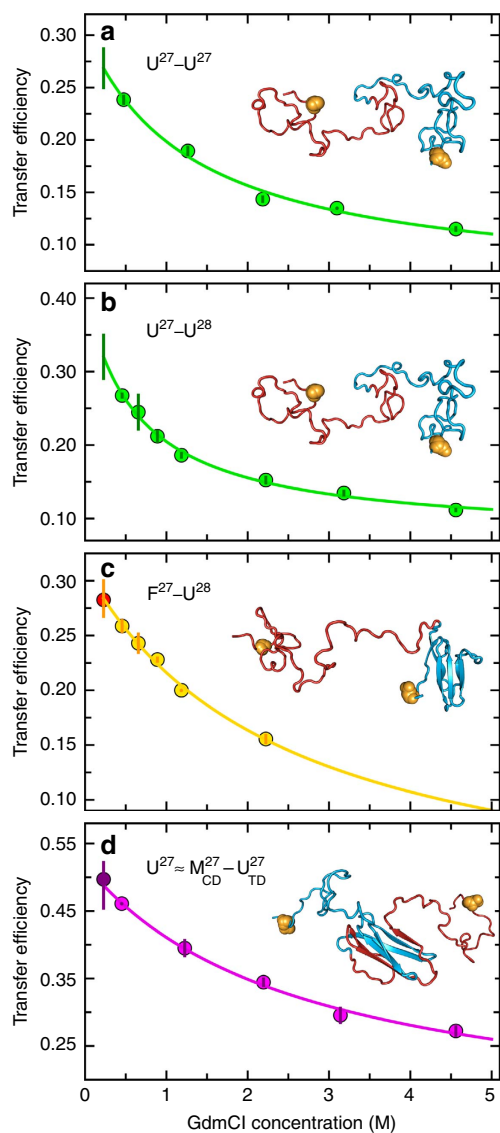 a
U²⁷–U²⁷
0.30
0.25
0.20
0.15
0.10
Transfer efficiency
b
U²⁷–U²⁸
0.40
0.30
0.20
0.10
Transfer efficiency
c
F²⁷–U²⁸
0.30
0.25
0.20
0.15
0.10
Transfer efficiency
d
U²⁷ ≈ M²⁷CD – U²⁷TD
0.55
0.45
0.35
0.25
Transfer efficiency
0 1 2 3 4 5
GdmCl concentration (M)